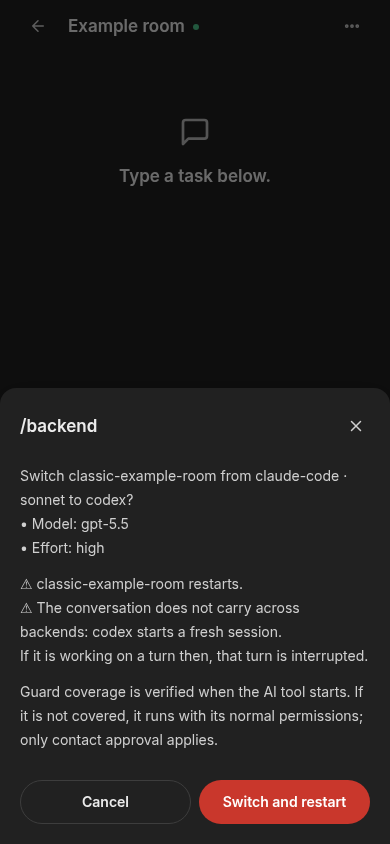 Example room
Type a task below.
/backend
Switch classic-example-room from claude-code ·
sonnet to codex?
• Model: gpt-5.5
• Effort: high
⚠ classic-example-room restarts.
⚠ The conversation does not carry across
backends: codex starts a fresh session.
If it is working on a turn then, that turn is interrupted.
Guard coverage is verified when the AI tool starts. If
it is not covered, it runs with its normal permissions;
only contact approval applies.
Cancel
Switch and restart